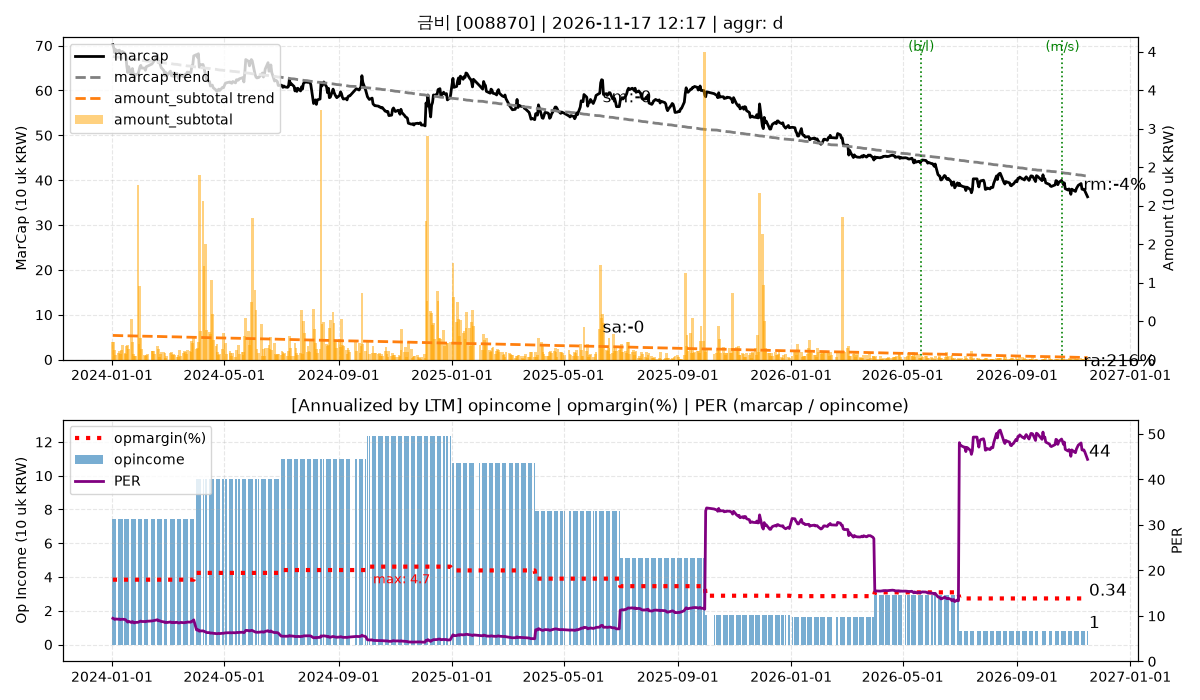 금비 [008870] | 2026-11-17 12:17 | aggr: d
marcap
marcap trend
amount_subtotal trend
amount_subtotal
(b/l)
(m/s)
sm:-0
rm:-4%
sa:-0
ra:216%
MarCap (10 uk KRW)
70
60
50
40
30
20
10
0
Amount (10 uk KRW)
4
4
3
2
2
2
1
0
0
2024-01-01
2024-05-01
2024-09-01
2025-01-01
2025-05-01
2025-09-01
2026-01-01
2026-05-01
2026-09-01
2027-01-01
[Annualized by LTM] opincome | opmargin(%) | PER (marcap / opincome)
opmargin(%)
opincome
PER
max: 4.7
44
0.34
1
Op Income (10 uk KRW)
12
10
8
6
4
2
0
PER
50
40
30
20
10
0
2024-01-01
2024-05-01
2024-09-01
2025-01-01
2025-05-01
2025-09-01
2026-01-01
2026-05-01
2026-09-01
2027-01-01